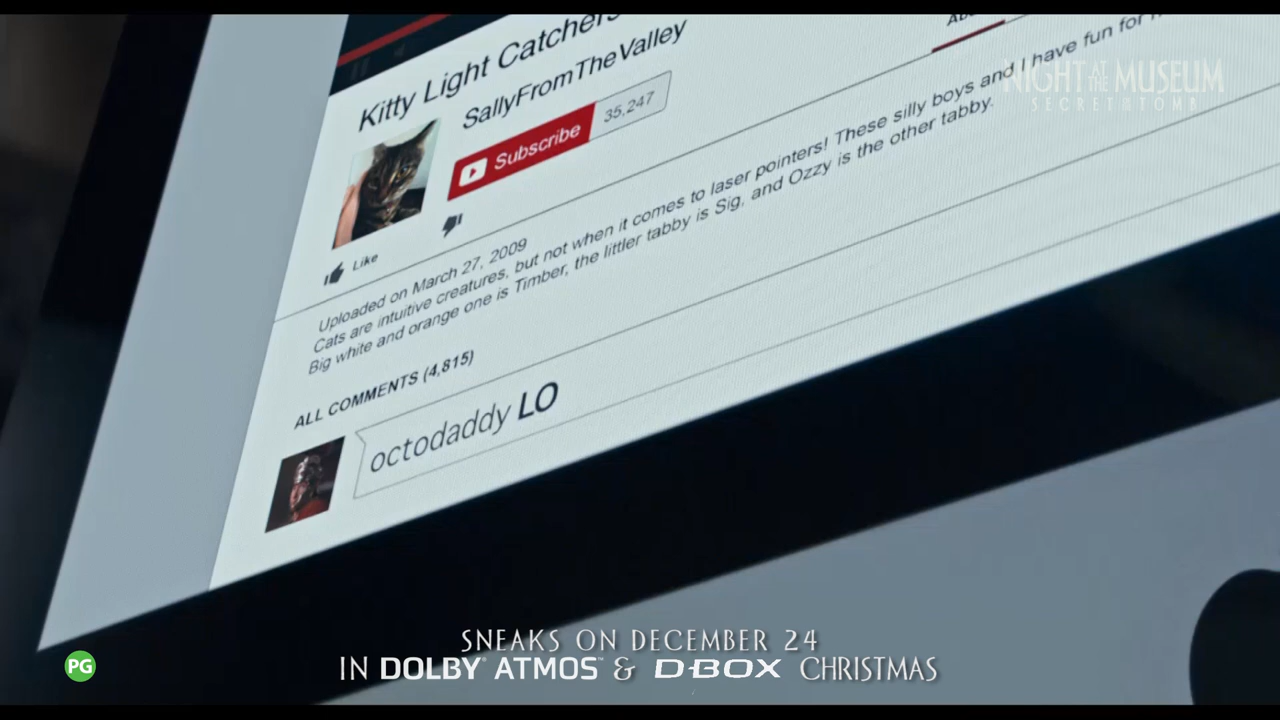 Kitty Light Catchers
SallyFromTheValley
Subscribe 35,247
Like
Uploaded on March 27, 2009
Cats are intuitive creatures, but not when it comes to laser pointers! These silly boys and I have fun for
Big white and orange one is Timber, the littler tabby is Sig, and Ozzy is the other tabby.
ALL COMMENTS (4,815)
octodaddy LO
NIGHT AT THE MUSEUM
SECRET OF THE TOMB
SNEAKS ON DECEMBER 24
IN DOLBY ATMOS & D-BOX CHRISTMAS
PG